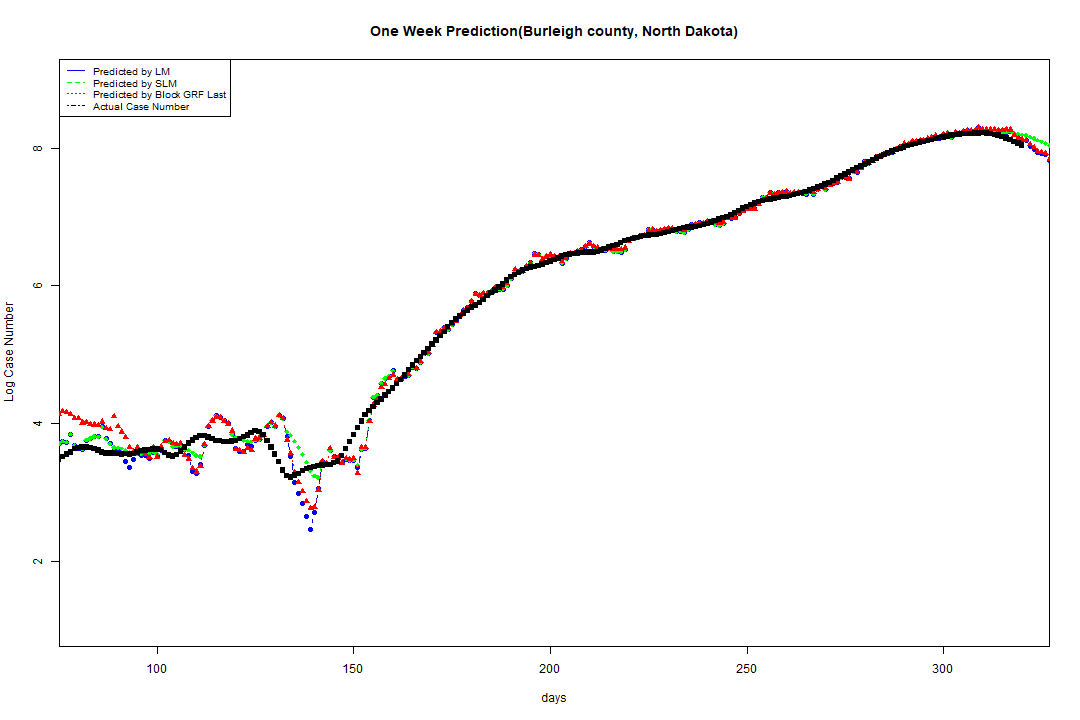 One Week Prediction(Burleigh county, North Dakota)
Predicted by LM
Predicted by SLM
Predicted by Block GRF Last
Actual Case Number
8
6
4
2
Log Case Number
100 150 200 250 300
days